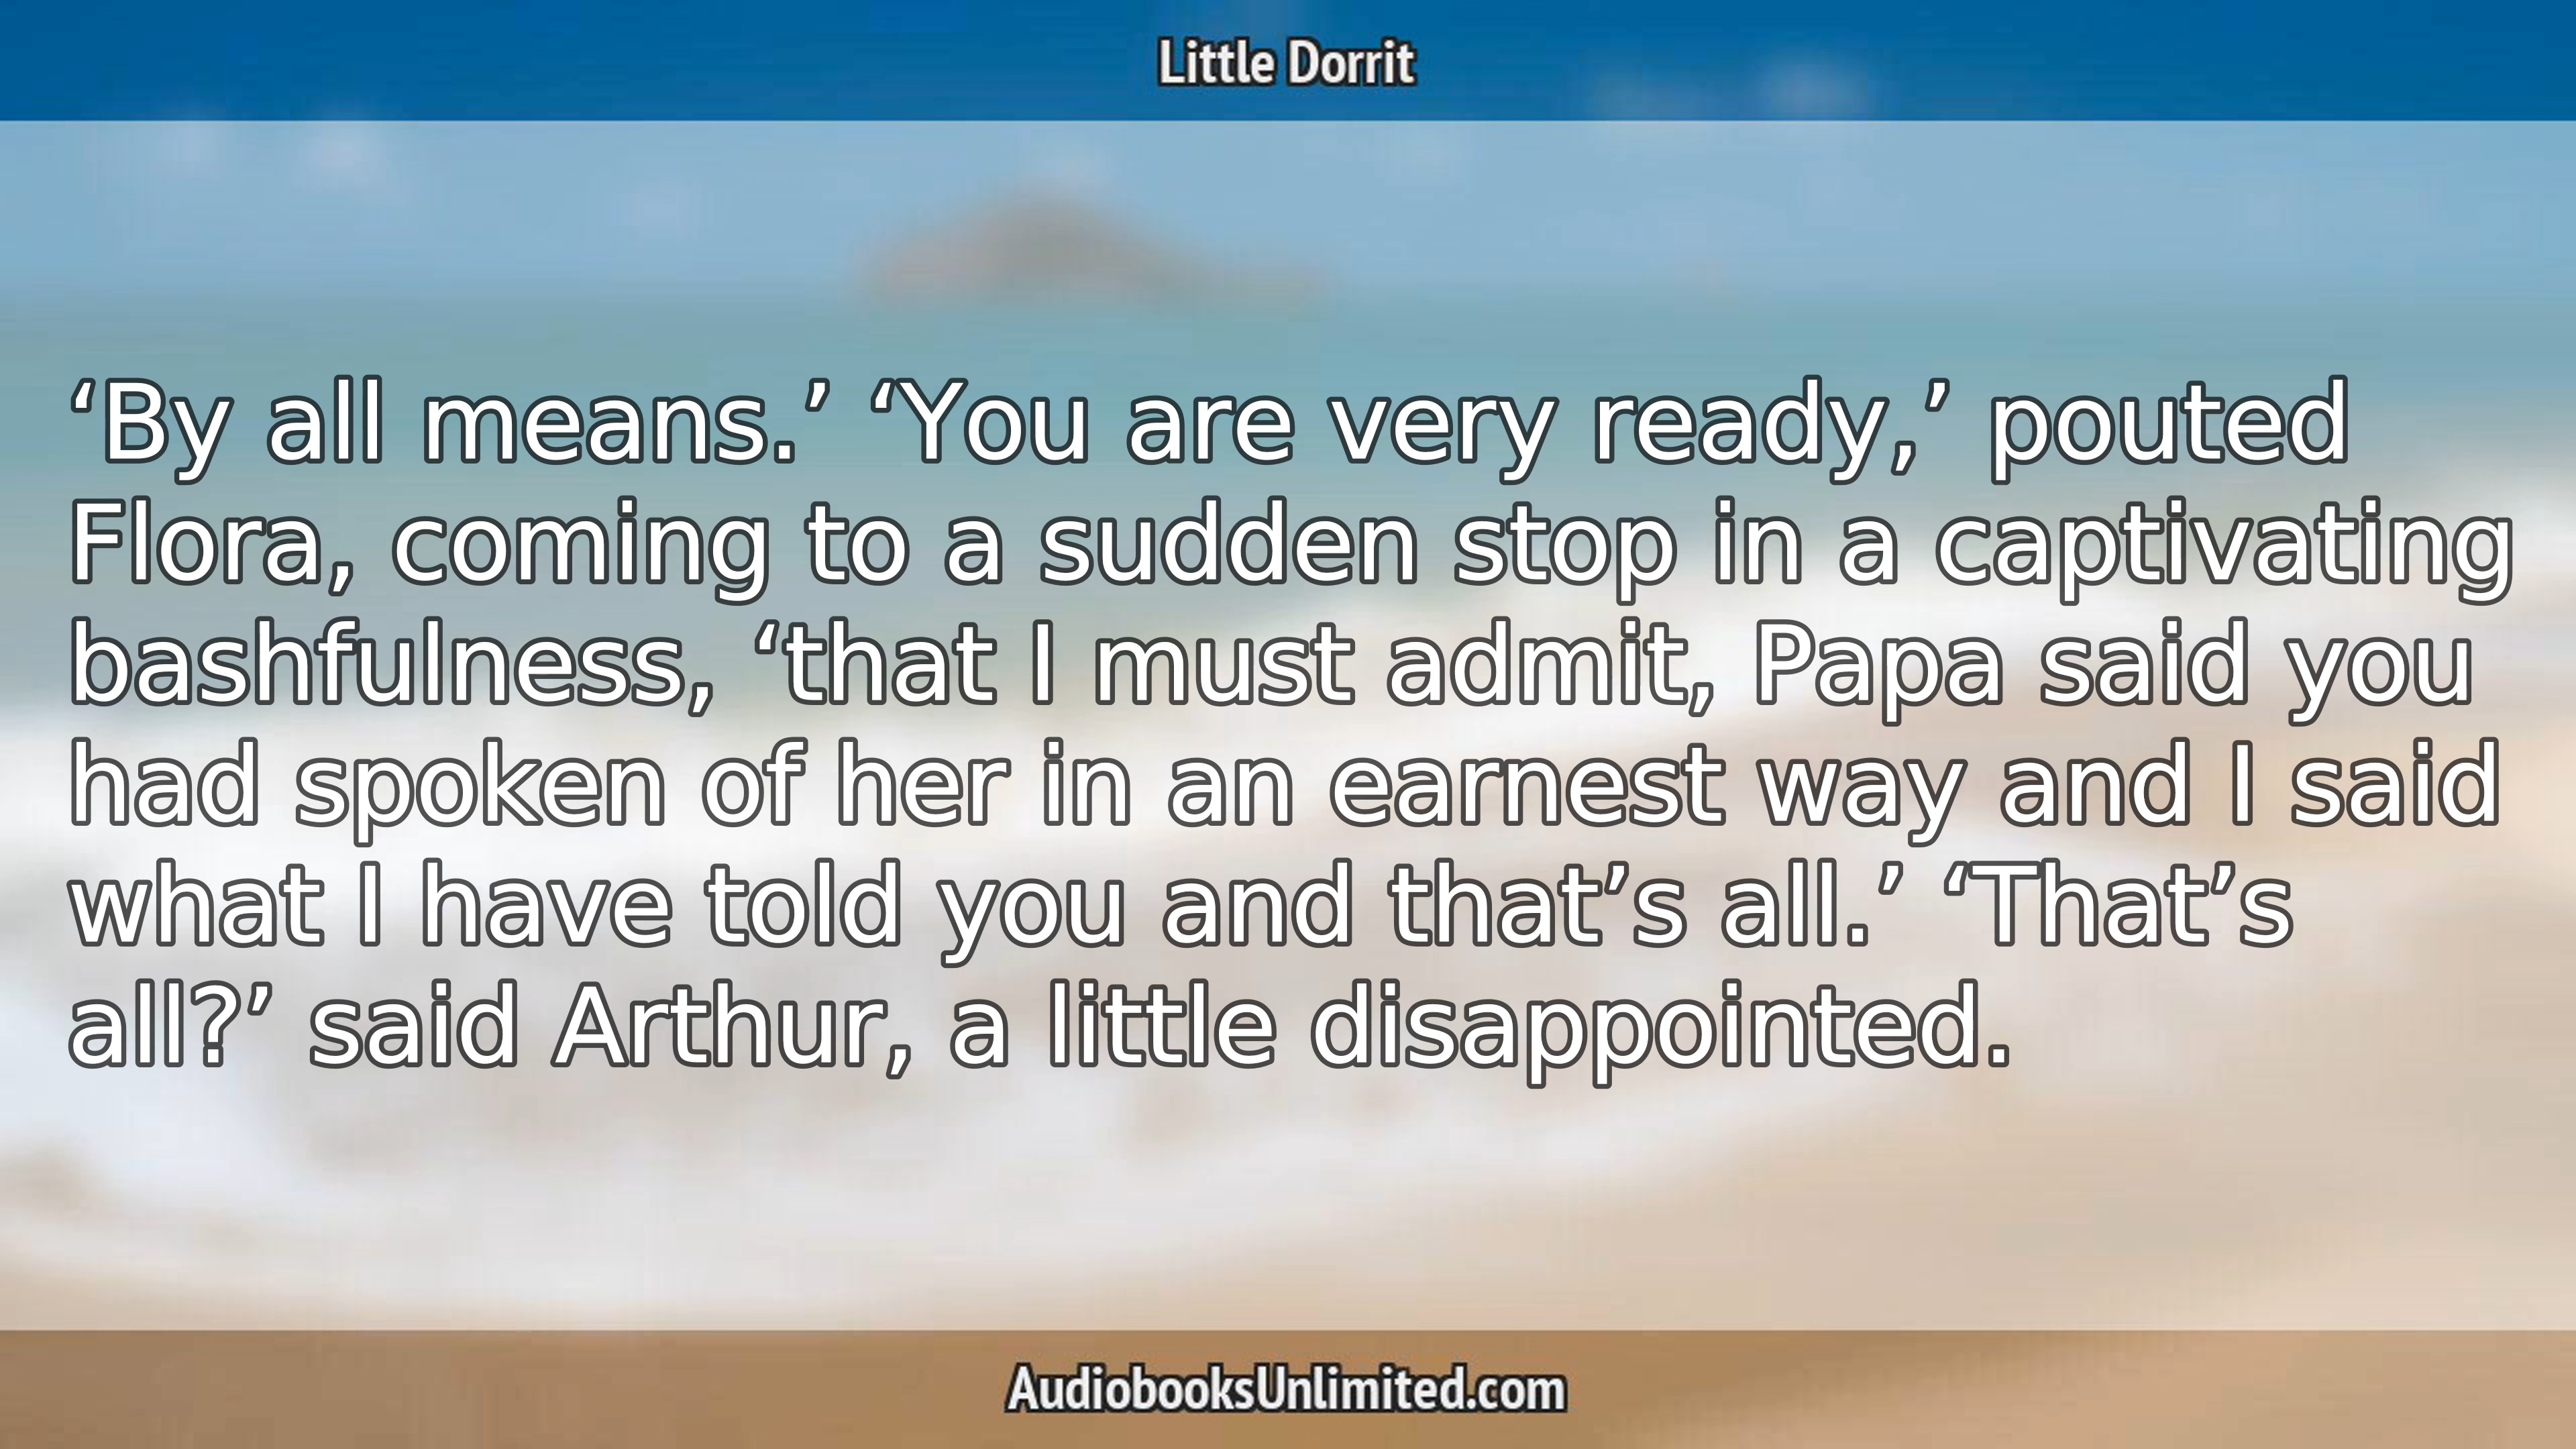 Little Dorrit
‘By all means.’ ‘You are very ready,’ pouted
Flora, coming to a sudden stop in a captivating
bashfulness, ‘that I must admit, Papa said you
had spoken of her in an earnest way and I said
what I have told you and that’s all.’ ‘That’s
all?’ said Arthur, a little disappointed.
AudiobooksUnlimited.com